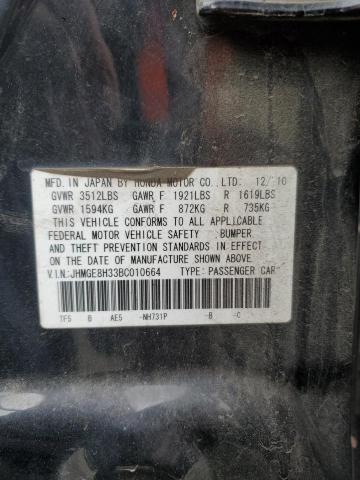 MFD.IN JAPAN BY HONDA MOTOR CO.,LTD. 12/10
GVWR 3512LBS GAWR F 1921LBS R 1619LBS
GVWR 1594KG GAWR F 872KG R 735KG
THIS VEHICLE CONFORMS TO ALL APPLICABLE
FEDERAL MOTOR VEHICLE SAFETY, BUMPER,
AND THEFT PREVENTION STANDARDS IN EFFECT
ON THE DATE OF MANUFACTURE SHOWN ABOVE.
V.I.N:JHMGE8H33BC010664 TYPE: PASSENGER CAR
TF5 B AE5 -NH731P -B -C